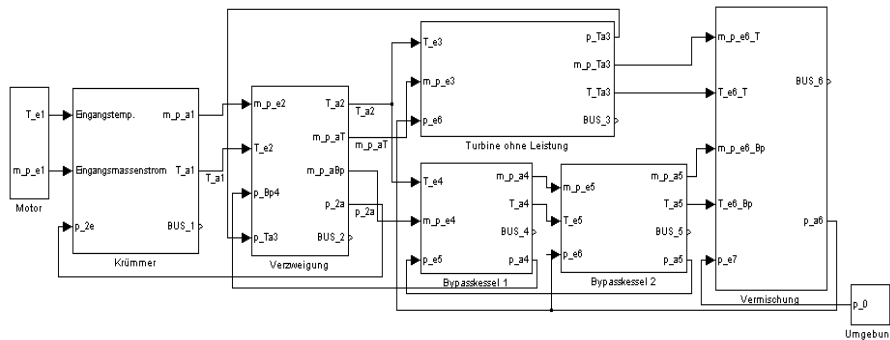 T_e1
m_p_e1
Motor
Eingangstemp.
m_p_a1
Eingangsmassenstrom
T_a1
p_2e
BUS_1
Krümmer
T_a1
m_p_e2
T_a2
T_e2
m_p_aT
m_p_aBp
p_Bp4
p_2a
p_Ta3
BUS_2
Verzweigung
T_a2
m_p_aT
p_2a
p_Ta3
T_e3
m_p_Ta3
m_p_e3
T_Ta3
p_e6
BUS_3
Turbine ohne Leistung
m_p_a4
T_e4
T_a4
m_p_e4
BUS_4
p_e5
p_a4
Bypasskessel 1
m_p_a5
m_p_e5
T_a5
T_e5
BUS_5
p_e6
p_a5
Bypasskessel 2
m_p_e6_T
BUS_6
T_e6_T
m_p_e6_Bp
T_e6_Bp
p_a6
p_e7
Vermischung
p_0
Umgebun